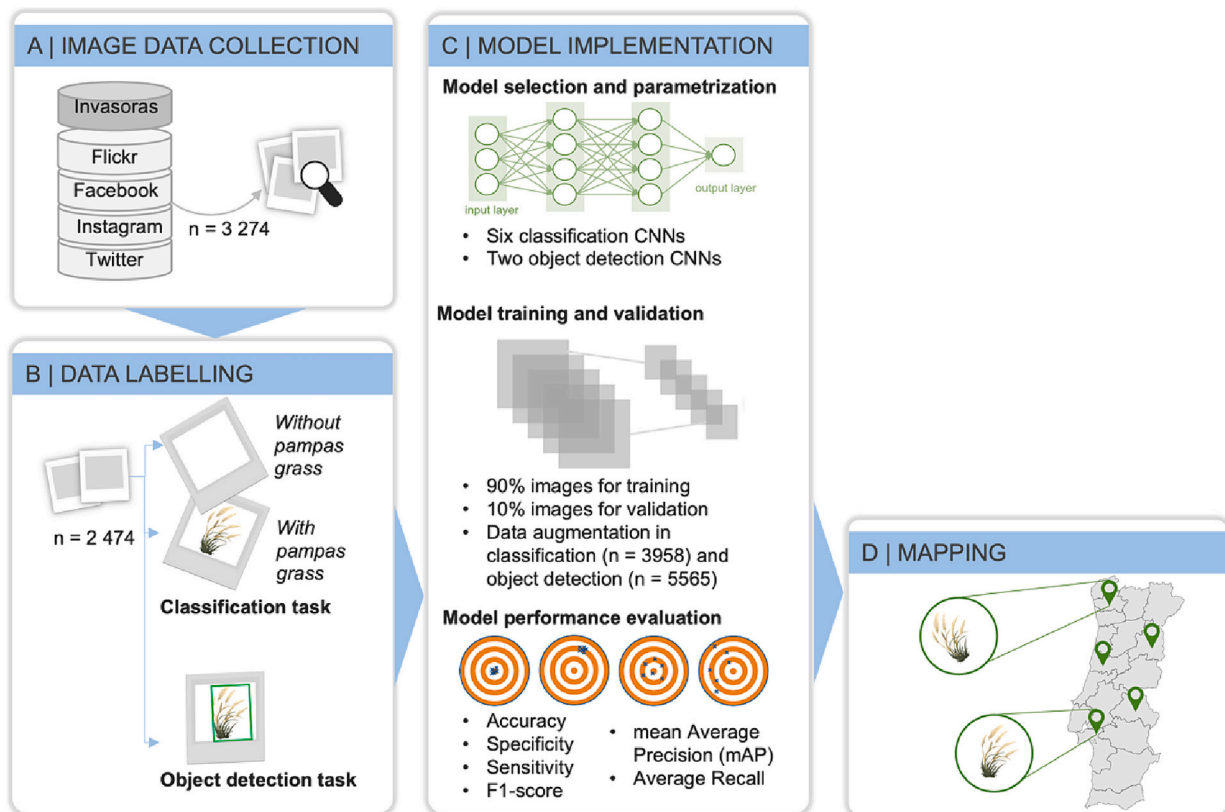 A | IMAGE DATA COLLECTION
Invasoras
Flickr
Facebook
Instagram
Twitter
n = 3 274
B | DATA LABELLING
Without
pampas
grass
n = 2 474
With
pampas
grass
Classification task
Object detection task
C | MODEL IMPLEMENTATION
Model selection and parametrization
input layer
output layer
• Six classification CNNs
• Two object detection CNNs
Model training and validation
• 90% images for training
• 10% images for validation
• Data augmentation in
classification (n = 3958) and
object detection (n = 5565)
Model performance evaluation
• Accuracy
• Specificity
• Sensitivity
• F1-score
• mean Average
Precision (mAP)
• Average Recall
D | MAPPING